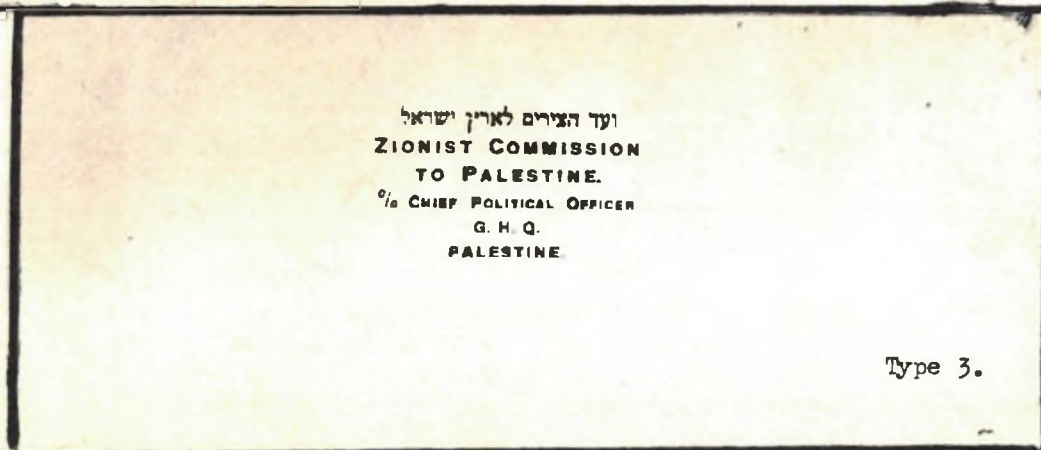 ועד הצירים לארץ ישראל
ZIONIST COMMISSION
TO PALESTINE.
c/o CHIEF POLITICAL OFFICER
G. H. Q.
PALESTINE.
Type 3.